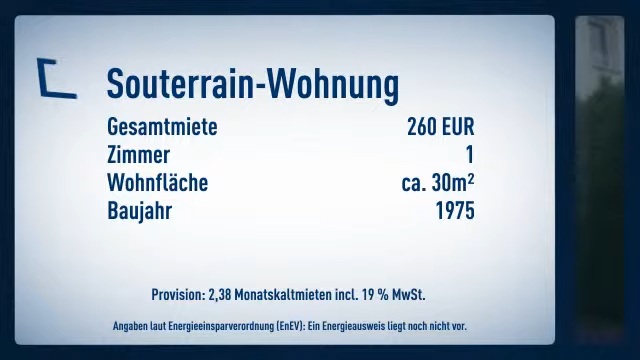 Souterrain-Wohnung
Gesamtmiete 260 EUR
Zimmer 1
Wohnfläche ca. 30m²
Baujahr 1975
Provision: 2,38 Monatskaltmieten incl. 19 % MwSt.
Angaben laut Energieeinsparverordnung (EnEV): Ein Energieausweis liegt noch nicht vor.